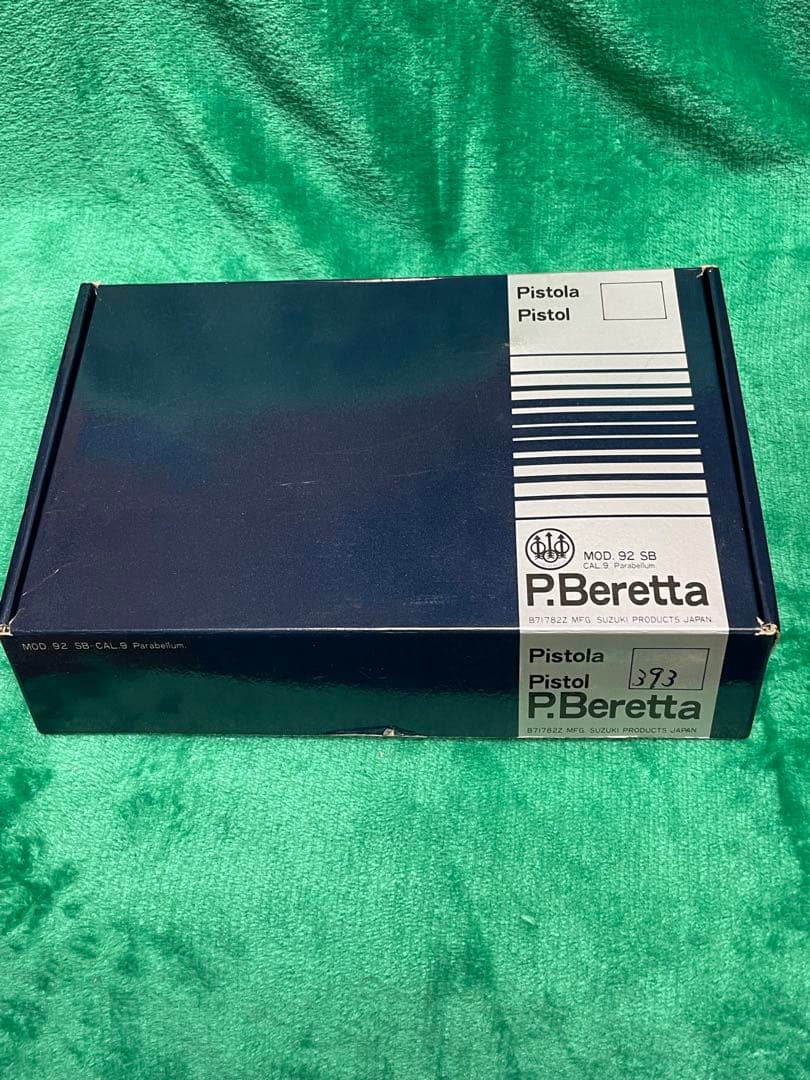 Pistola
Pistol
MOD. 92 SB
CAL.9. Parabellum.
P.Beretta
B71782Z MFG. SUZUKI PRODUCTS JAPAN.
MOD. 92 SB-CAL.9 Parabellum.
Pistola
Pistol 393
P.Beretta
B71782Z MFG. SUZUKI PRODUCTS JAPAN